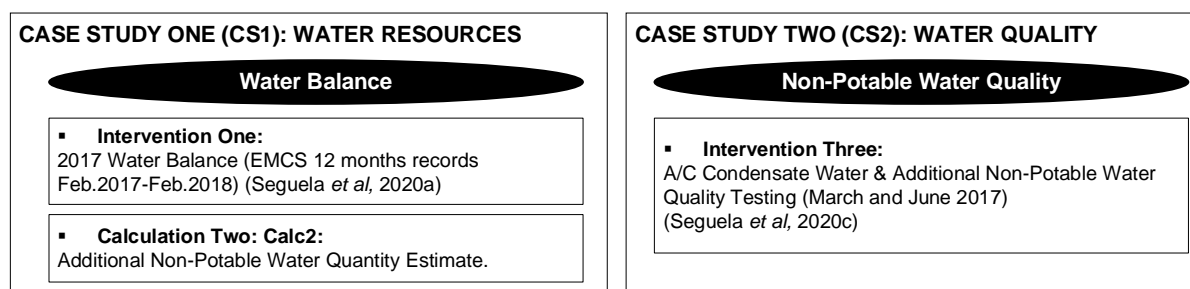 CASE STUDY ONE (CS1): WATER RESOURCES
Water Balance
▪ Intervention One:
2017 Water Balance (EMCS 12 months records
Feb.2017-Feb.2018) (Seguela et al, 2020a)
▪ Calculation Two: Calc2:
Additional Non-Potable Water Quantity Estimate.
CASE STUDY TWO (CS2): WATER QUALITY
Non-Potable Water Quality
▪ Intervention Three:
A/C Condensate Water & Additional Non-Potable Water
Quality Testing (March and June 2017)
(Seguela et al, 2020c)